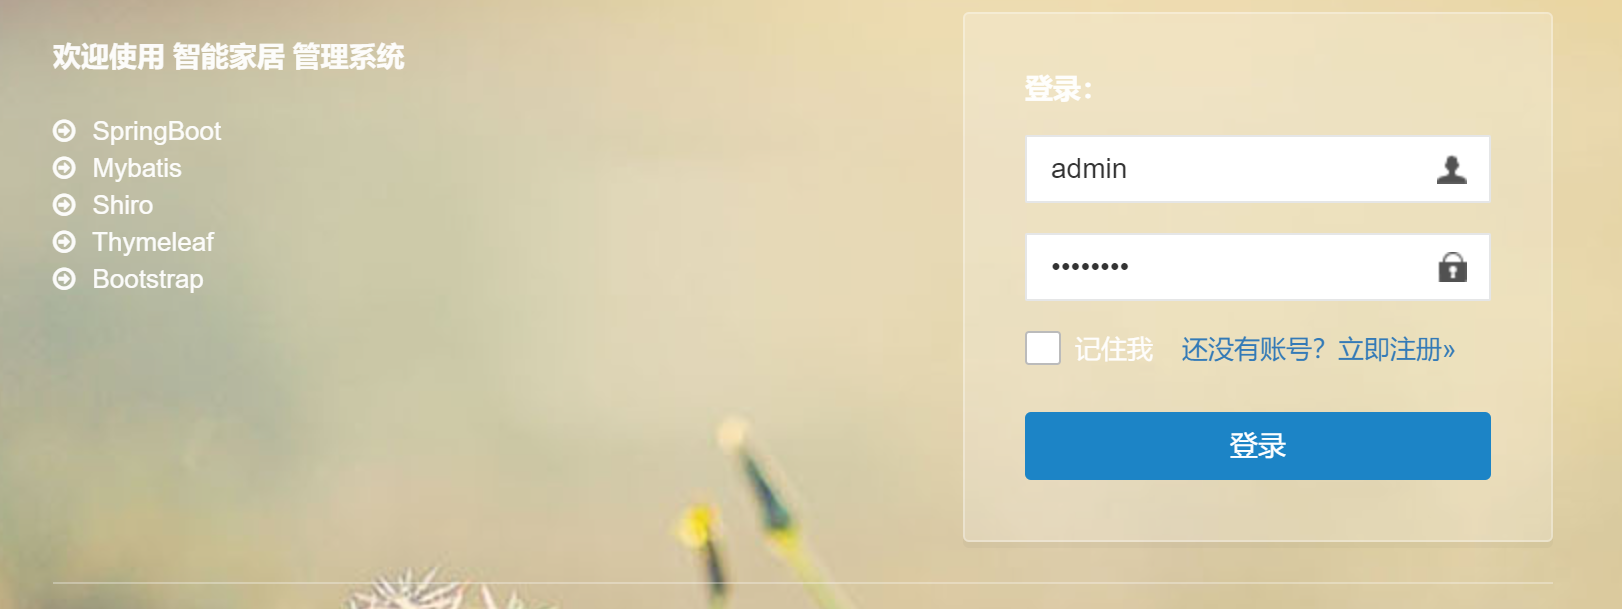 欢迎使用 智能家居 管理系统
SpringBoot
Mybatis
Shiro
Thymeleaf
Bootstrap
登录：
admin
••••••••
记住我 还没有账号？立即注册»
登录